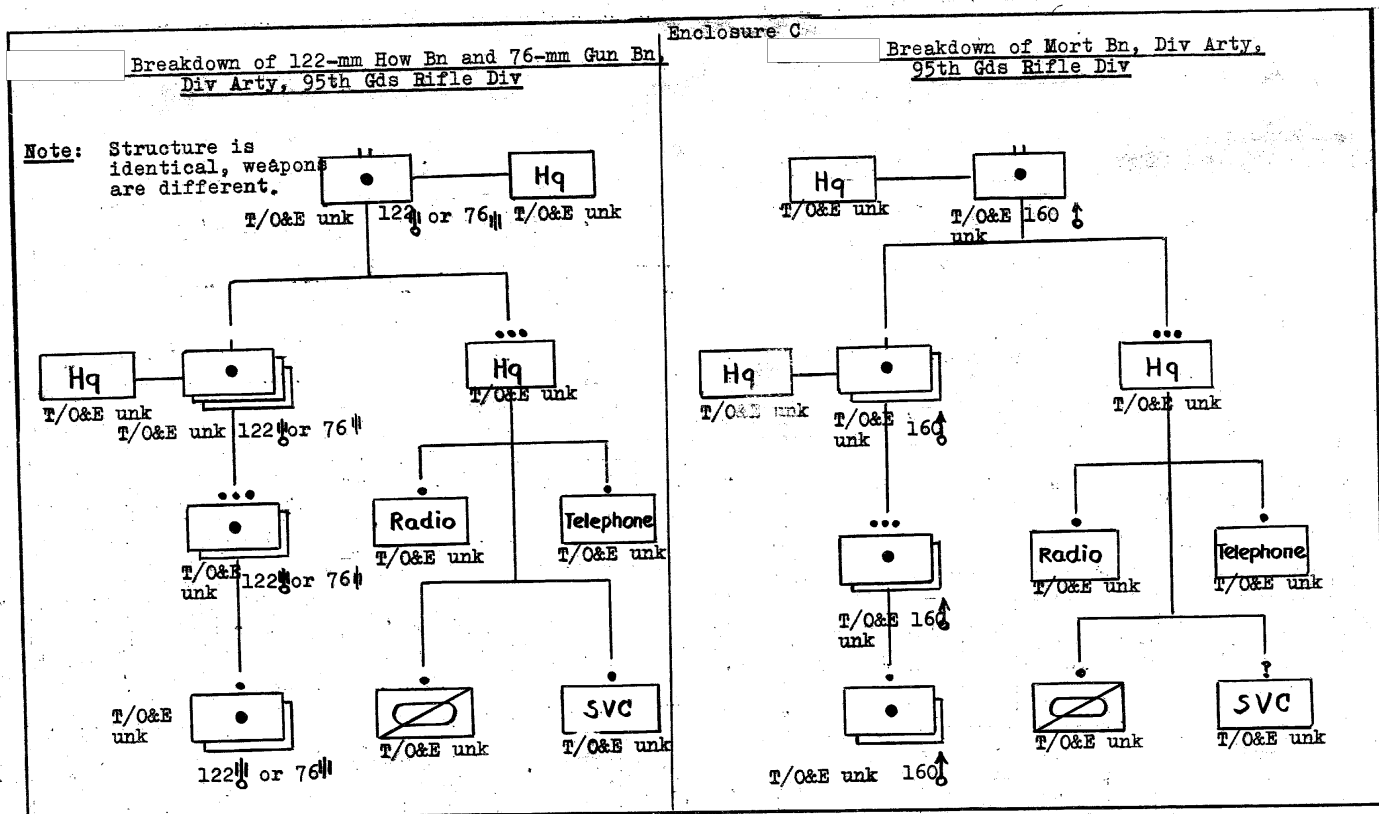 Enclosure C
Breakdown of 122-mm How Bn and 76-mm Gun Bn,
Div Arty, 95th Gds Rifle Div
Note: Structure is
identical, weapons
are different.
Hq
T/O&E unk 122 or 76 T/O&E unk
Hq
Hq
T/O&E unk
T/O&E unk
T/O&E unk 122 or 76
Radio
Telephone
T/O&E unk
T/O&E unk
T/O&E
unk
122 or 76
SVC
T/O&E
unk
T/O&E unk
T/O&E unk
122 or 76
Breakdown of Mort Bn, Div Arty,
95th Gds Rifle Div
Hq
T/O&E unk
T/O&E 160
unk
Hq
Hq
T/O&E unk
T/O&E unk
T/O&E
unk
160
Radio
Telephone
T/O&E unk
T/O&E unk
T/O&E 160
unk
?
SVC
T/O&E unk
T/O&E unk
T/O&E unk 160